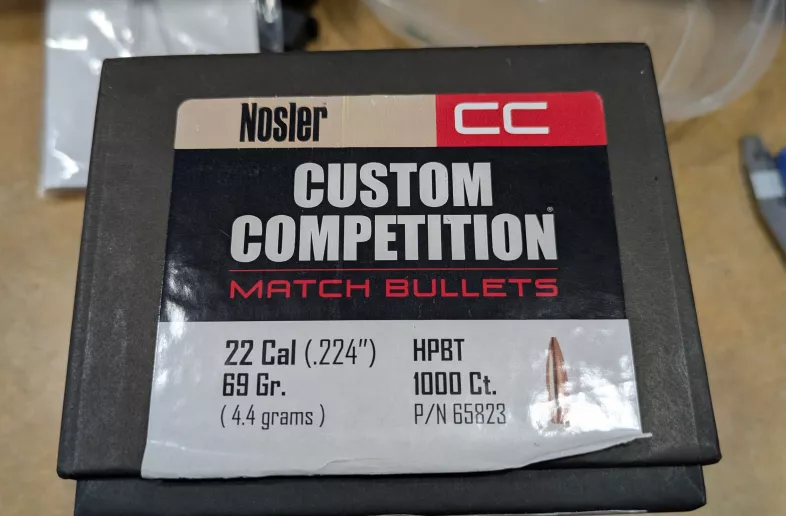 Nosler CC
CUSTOM
COMPETITION®
MATCH BULLETS
22 Cal (.224") HPBT
69 Gr. 1000 Ct.
( 4.4 grams ) P/N 65823